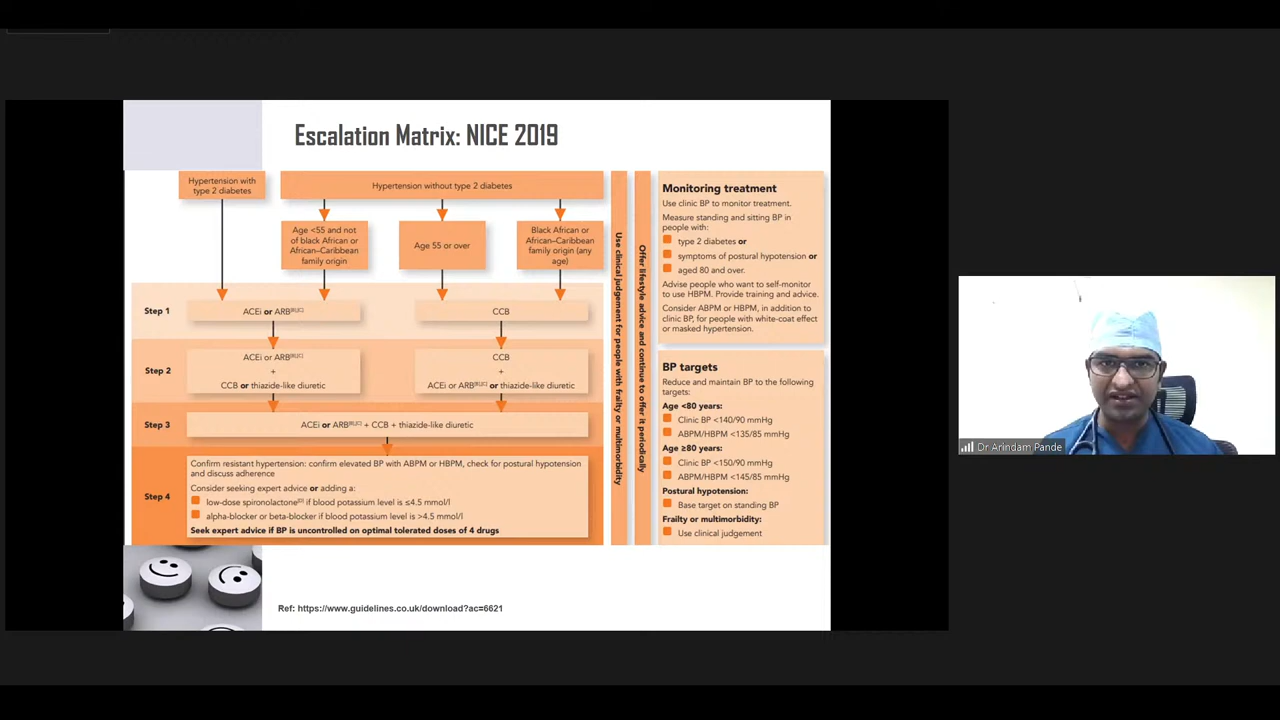 Escalation Matrix: NICE 2019
Hypertension with
type 2 diabetes
Hypertension without type 2 diabetes
Age <55 and not
of black African or
African–Caribbean
family origin
Age 55 or over
Black African or
African–Caribbean
family origin (any
age)
Step 1
ACEi or ARB[B],[C]
CCB
Step 2
ACEi or ARB[B],[C]
+
CCB or thiazide-like diuretic
CCB
+
ACEi or ARB[B],[C] or thiazide-like diuretic
Step 3
ACEi or ARB[B],[C] + CCB + thiazide-like diuretic
Step 4
Confirm resistant hypertension: confirm elevated BP with ABPM or HBPM, check for postural hypotension
and discuss adherence
Consider seeking expert advice or adding a:
low-dose spironolactone[D] if blood potassium level is ≤4.5 mmol/l
alpha-blocker or beta-blocker if blood potassium level is >4.5 mmol/l
Seek expert advice if BP is uncontrolled on optimal tolerated doses of 4 drugs
Use clinical judgement for people with frailty or multimorbidity
Offer lifestyle advice and continue to offer it periodically
Monitoring treatment
Use clinic BP to monitor treatment.
Measure standing and sitting BP in
people with:
type 2 diabetes or
symptoms of postural hypotension or
aged 80 and over.
Advise people who want to self-monitor
to use HBPM. Provide training and advice.
Consider ABPM or HBPM, in addition to
clinic BP, for people with white-coat effect
or masked hypertension.
BP targets
Reduce and maintain BP to the following
targets:
Age <80 years:
Clinic BP <140/90 mmHg
ABPM/HBPM <135/85 mmHg
Age ≥80 years:
Clinic BP <150/90 mmHg
ABPM/HBPM <145/85 mmHg
Postural hypotension:
Base target on standing BP
Frailty or multimorbidity:
Use clinical judgement
Ref: https://www.guidelines.co.uk/download?ac=6621
Dr Arindam Pande